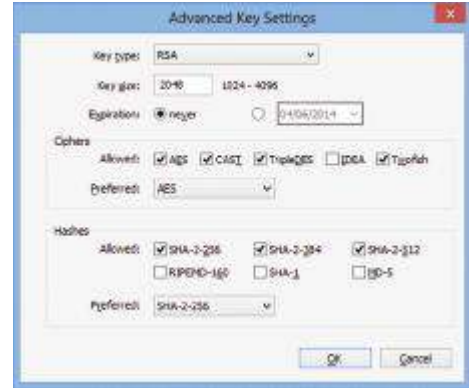 Advanced Key Settings
Key type: RSA
Key size: 2048 1024 - 4096
Expiration: never 04/06/2014
Ciphers
Allowed: AES CAST TripleDES IDEA Twofish
Preferred: AES
Hashes
Allowed: SHA-2-256 SHA-2-384 SHA-2-512
RIPEMD-160 SHA-1 MD-5
Preferred: SHA-2-256
OK Cancel